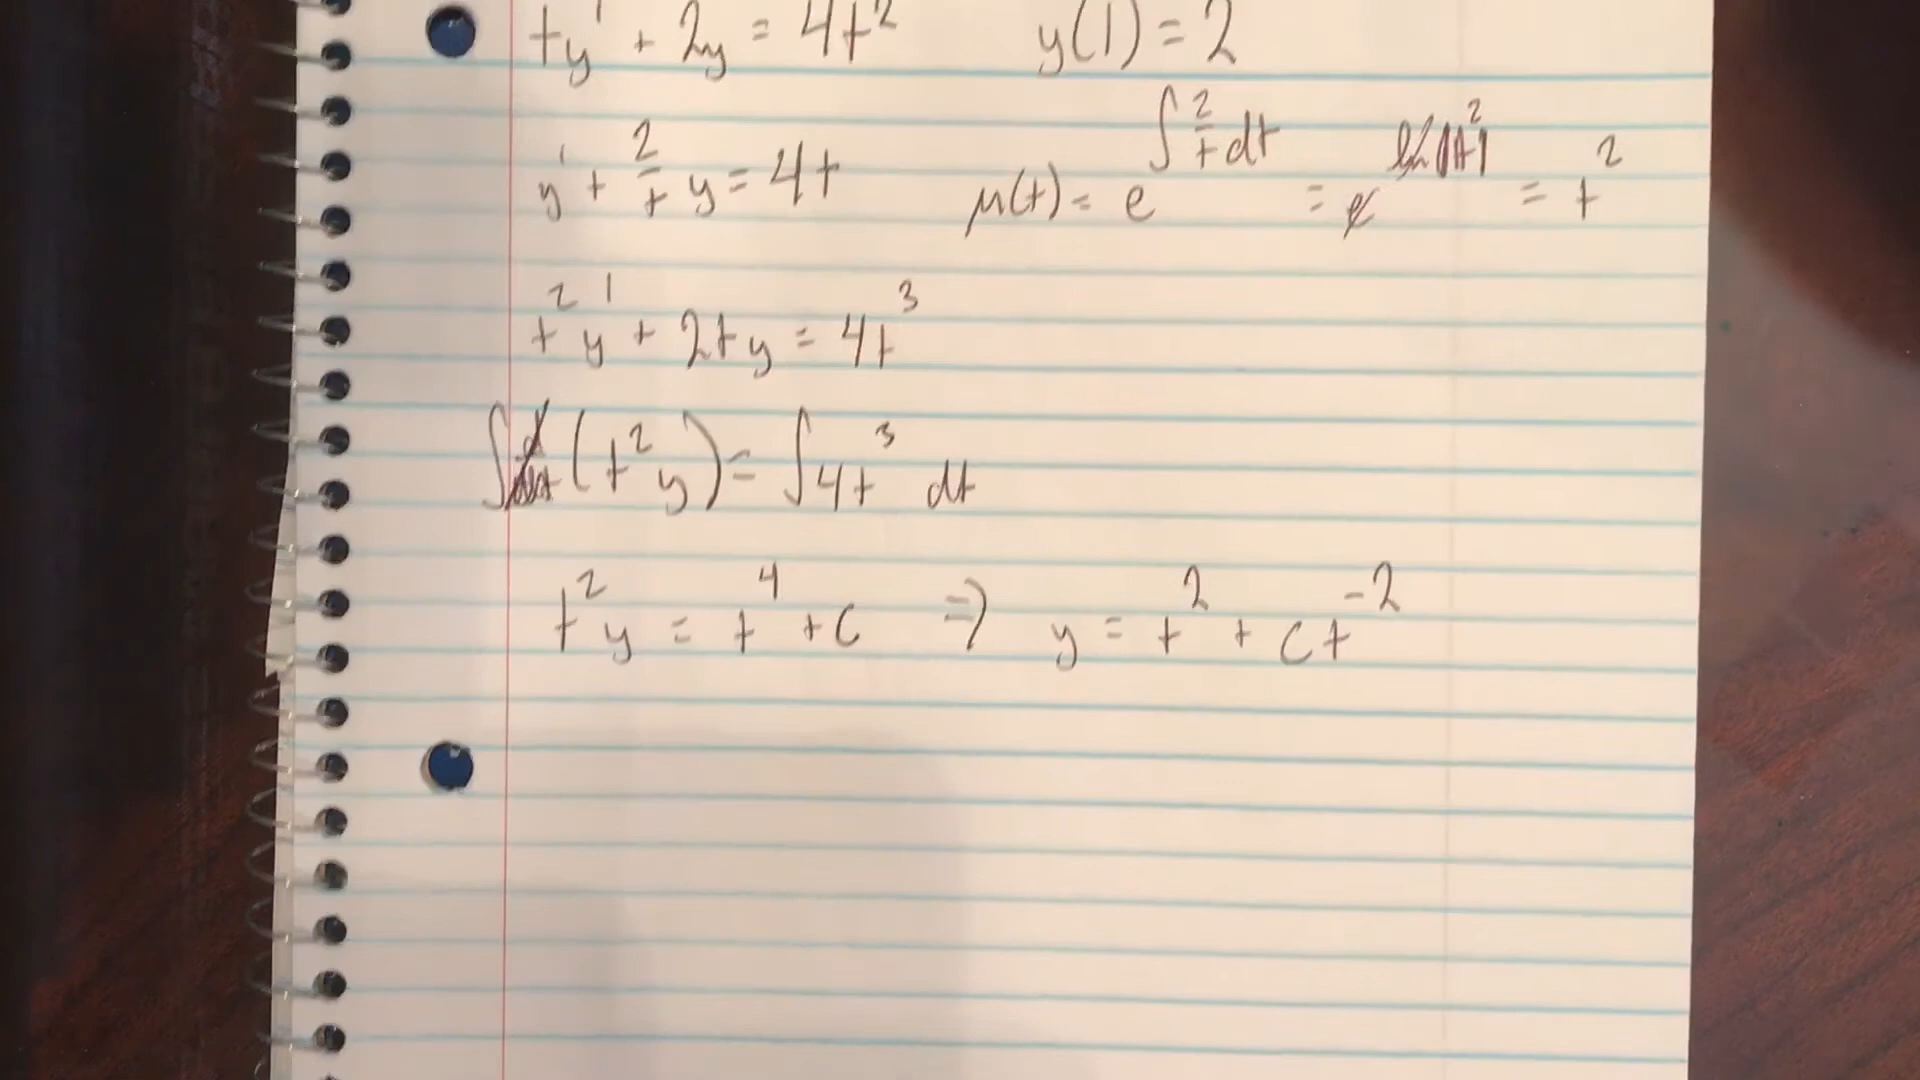 ty' + 2y = 4t² y(1) = 2
y' + 2/t y = 4t μ(t) = e^(∫ 2/t dt) = e^(ln|t²|) = t²
t²y' + 2ty = 4t³
∫ d/dt (t²y) = ∫ 4t³ dt
t²y = t⁴ + c ⇒ y = t² + ct⁻²